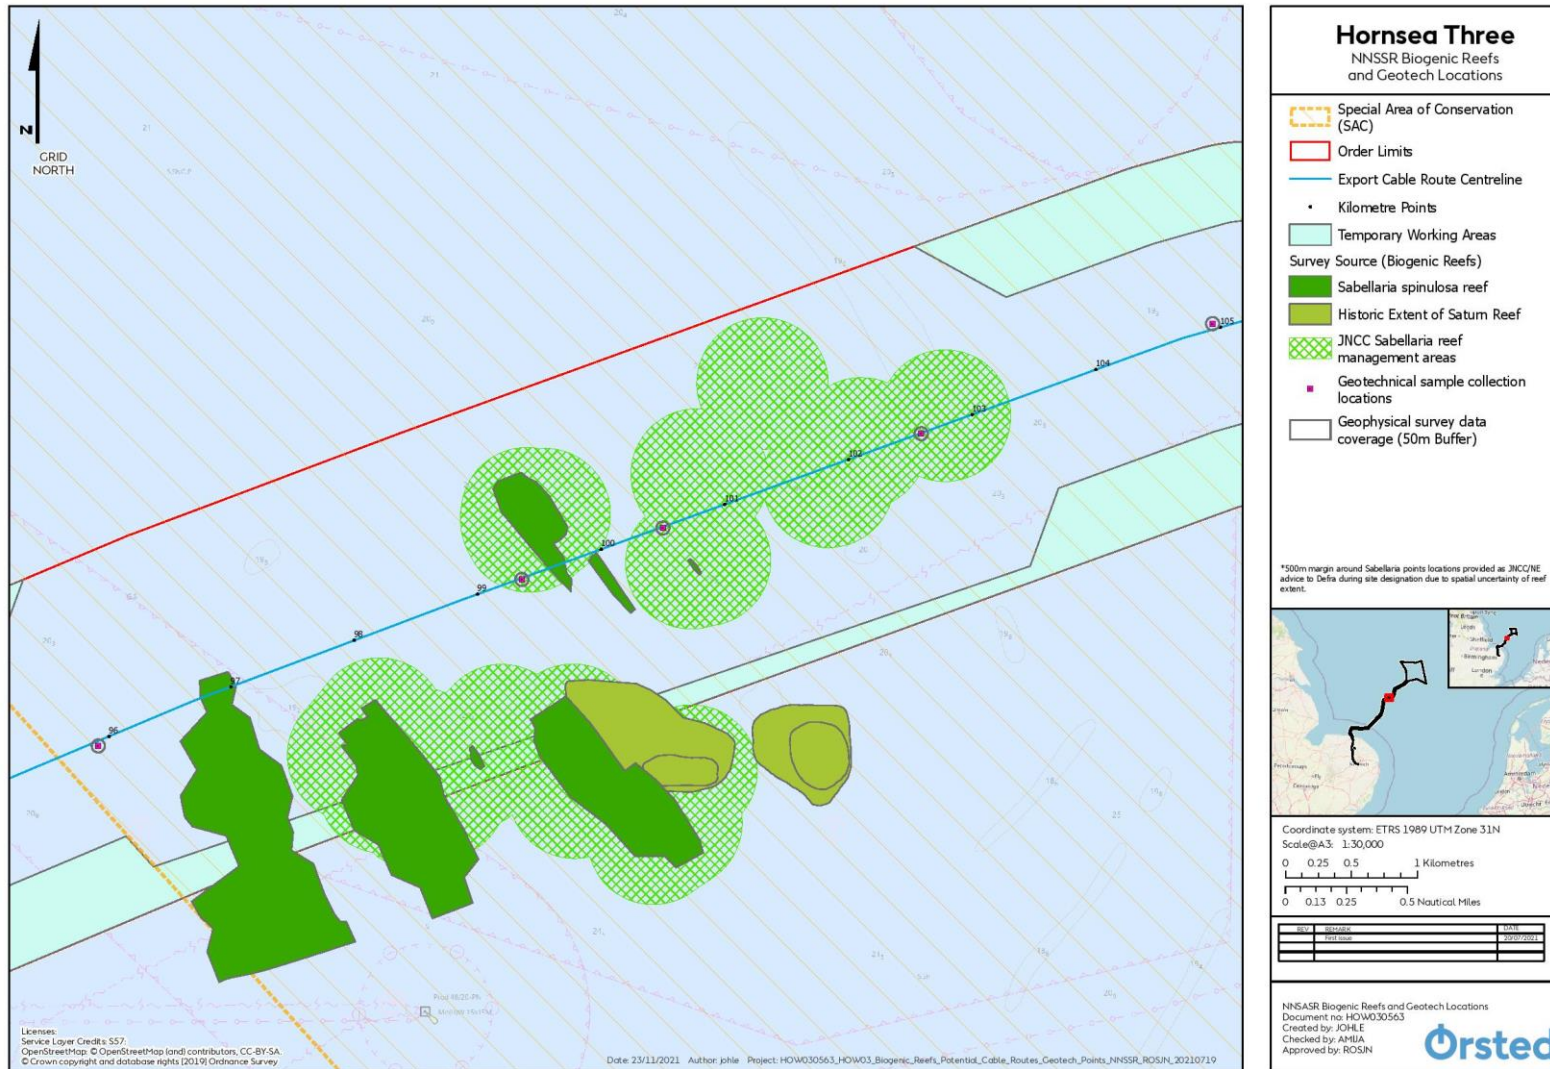 N
GRID
NORTH
96
97
98
99
100
101
102
103
104
105
Licenses:
Service Layer Credits: S57:
OpenStreetMap: © OpenStreetMap (and) contributors, CC-BY-SA.
© Crown copyright and database rights [2019] Ordnance Survey
Date: 23/11/2021 Author: johle Project: HOW030563_HOW03_Biogenic_Reefs_Potential_Cable_Routes_Geotech_Points_NNSSR_ROSJN_20210719
Hornsea Three
NNSSR Biogenic Reefs
and Geotech Locations
Special Area of Conservation
(SAC)
Order Limits
Export Cable Route Centreline
Kilometre Points
Temporary Working Areas
Survey Source (Biogenic Reefs)
Sabellaria spinulosa reef
Historic Extent of Saturn Reef
JNCC Sabellaria reef
management areas
Geotechnical sample collection
locations
Geophysical survey data
coverage (50m Buffer)
*500m margin around Sabellaria points locations provided as JNCC/NE
advice to Defra during site designation due to spatial uncertainty of reef
extent.
Coordinate system: ETRS 1989 UTM Zone 31N
Scale@A3: 1:30,000
0 0.25 0.5 1 Kilometres
0 0.13 0.25 0.5 Nautical Miles
REV REMARK DATE
First Issue 20/07/2021
NNSASR Biogenic Reefs and Geotech Locations
Document no: HOW030563
Created by: JOHLE
Checked by: AMIJA
Approved by: ROSJN
Ørsted